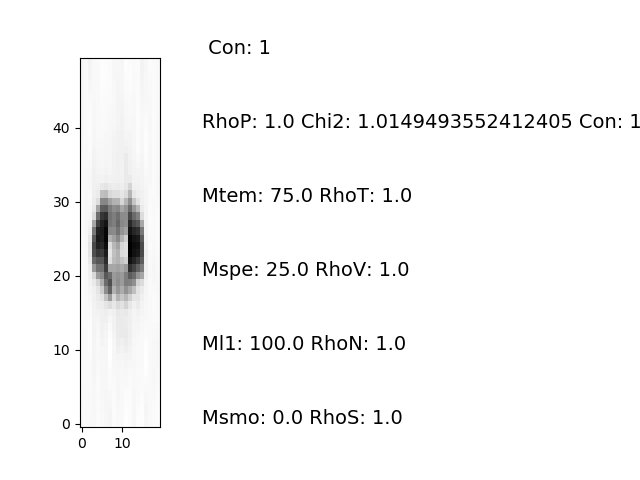 Con: 1
RhoP: 1.0 Chi2: 1.0149493552412405 Con: 1
Mtem: 75.0 RhoT: 1.0
Mspe: 25.0 RhoV: 1.0
Ml1: 100.0 RhoN: 1.0
Msmo: 0.0 RhoS: 1.0
40
30
20
10
0
0 10